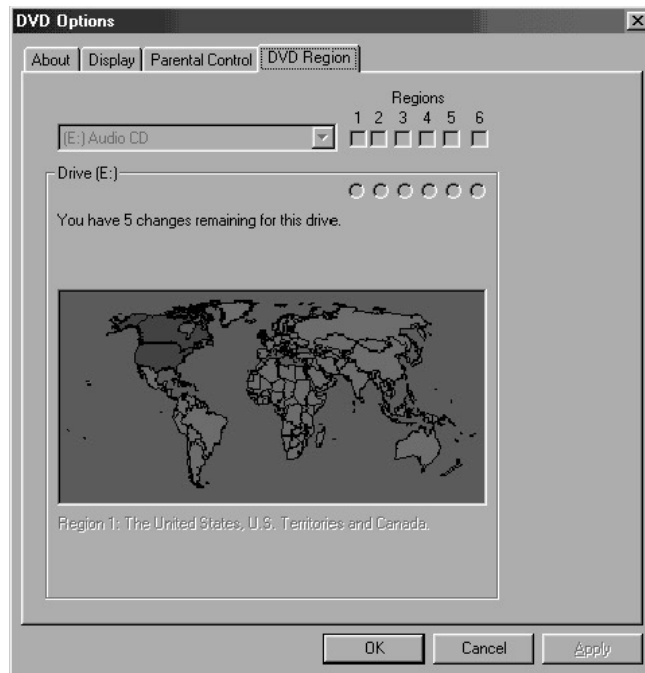 DVD Options
About Display Parental Control DVD Region
Regions
1 2 3 4 5 6
(E:) Audio CD
Drive (E:)
You have 5 changes remaining for this drive.
Region 1: The United States, U.S. Territories and Canada.
OK Cancel Apply